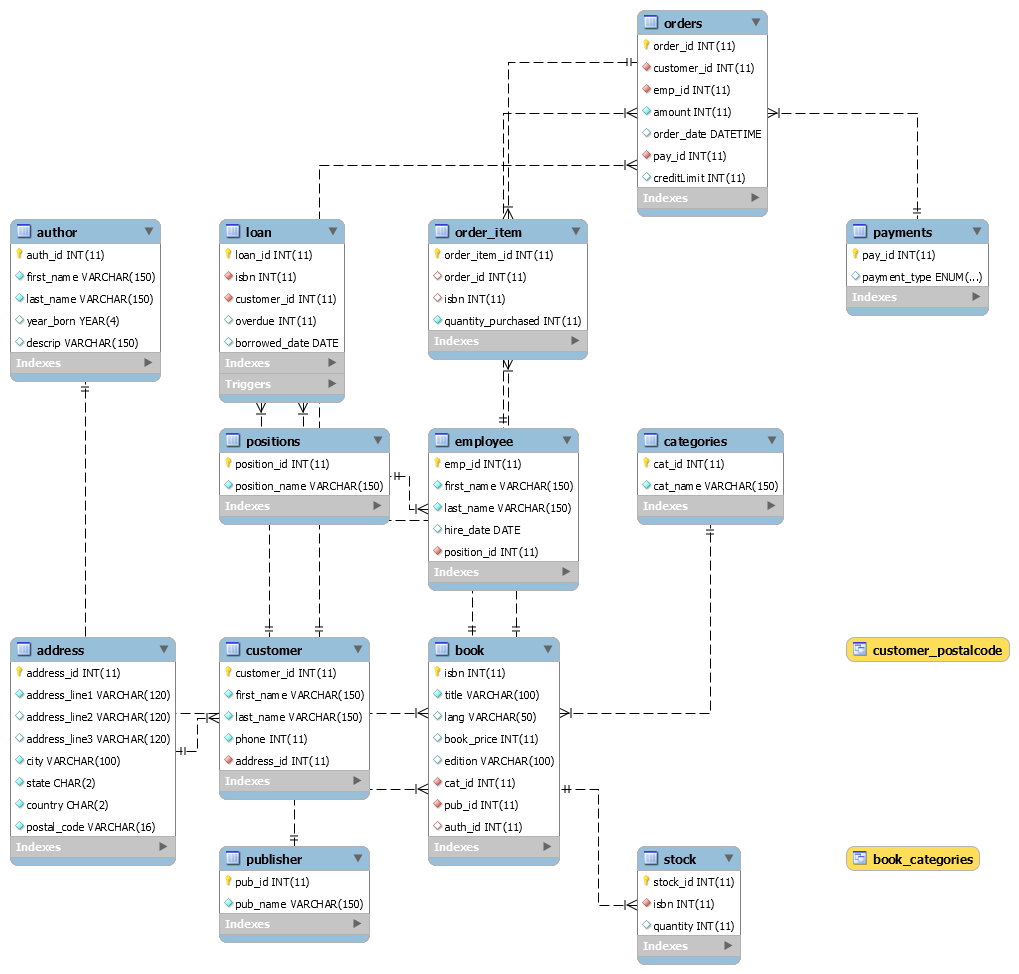 orders
order_id INT(11)
customer_id INT(11)
emp_id INT(11)
amount INT(11)
order_date DATETIME
pay_id INT(11)
creditLimit INT(11)
Indexes
author
auth_id INT(11)
first_name VARCHAR(150)
last_name VARCHAR(150)
year_born YEAR(4)
descrip VARCHAR(150)
Indexes
loan
loan_id INT(11)
isbn INT(11)
customer_id INT(11)
overdue INT(11)
borrowed_date DATE
Indexes
Triggers
order_item
order_item_id INT(11)
order_id INT(11)
isbn INT(11)
quantity_purchased INT(11)
Indexes
payments
pay_id INT(11)
payment_type ENUM(...)
Indexes
positions
position_id INT(11)
position_name VARCHAR(150)
Indexes
employee
emp_id INT(11)
first_name VARCHAR(150)
last_name VARCHAR(150)
hire_date DATE
position_id INT(11)
Indexes
categories
cat_id INT(11)
cat_name VARCHAR(150)
Indexes
address
address_id INT(11)
address_line1 VARCHAR(120)
address_line2 VARCHAR(120)
address_line3 VARCHAR(120)
city VARCHAR(100)
state CHAR(2)
country CHAR(2)
postal_code VARCHAR(16)
Indexes
customer
customer_id INT(11)
first_name VARCHAR(150)
last_name VARCHAR(150)
phone INT(11)
address_id INT(11)
Indexes
book
isbn INT(11)
title VARCHAR(100)
lang VARCHAR(50)
book_price INT(11)
edition VARCHAR(100)
cat_id INT(11)
pub_id INT(11)
auth_id INT(11)
Indexes
customer_postalcode
publisher
pub_id INT(11)
pub_name VARCHAR(150)
Indexes
stock
stock_id INT(11)
isbn INT(11)
quantity INT(11)
Indexes
book_categories